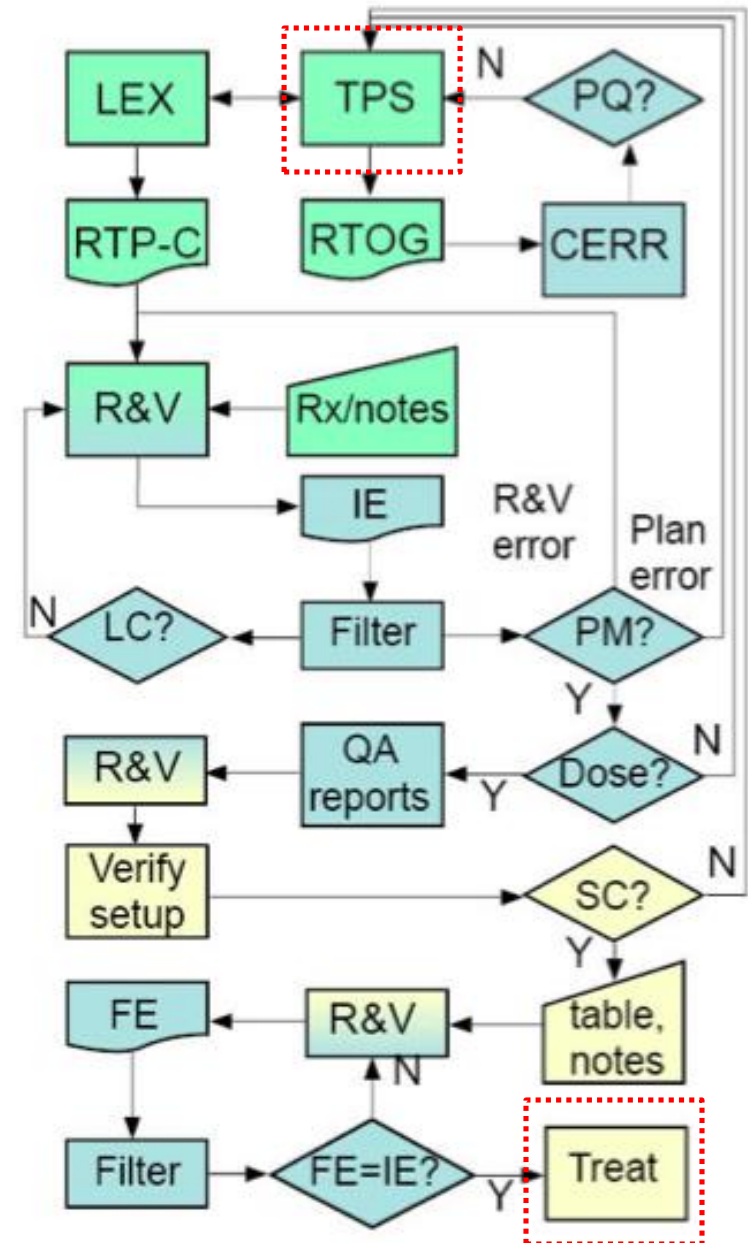 LEX
TPS
N
PQ?
RTP-C
RTOG
CERR
R&V
Rx/notes
IE
R&V
error
Plan
error
N
LC?
Filter
PM?
Y
R&V
QA
reports
Y
Dose?
N
Verify
setup
SC?
N
Y
FE
R&V
table,
notes
N
Filter
FE=IE?
Y
Treat